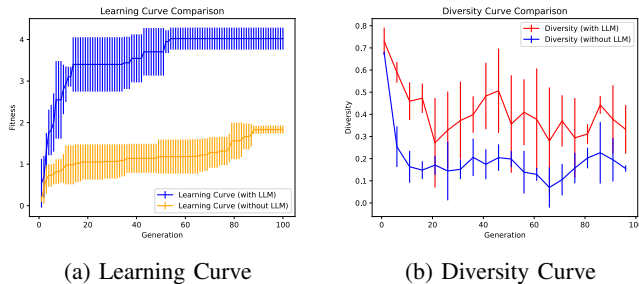 Learning Curve Comparison
4
3
2
1
0
Fitness
0
20
40
60
80
100
Generation
Learning Curve (with LLM)
Learning Curve (without LLM)
(a) Learning Curve
Diversity Curve Comparison
0.8
0.7
0.6
0.5
0.4
0.3
0.2
0.1
0.0
Diversity
0
20
40
60
80
100
Generation
Diversity (with LLM)
Diversity (without LLM)
(b) Diversity Curve